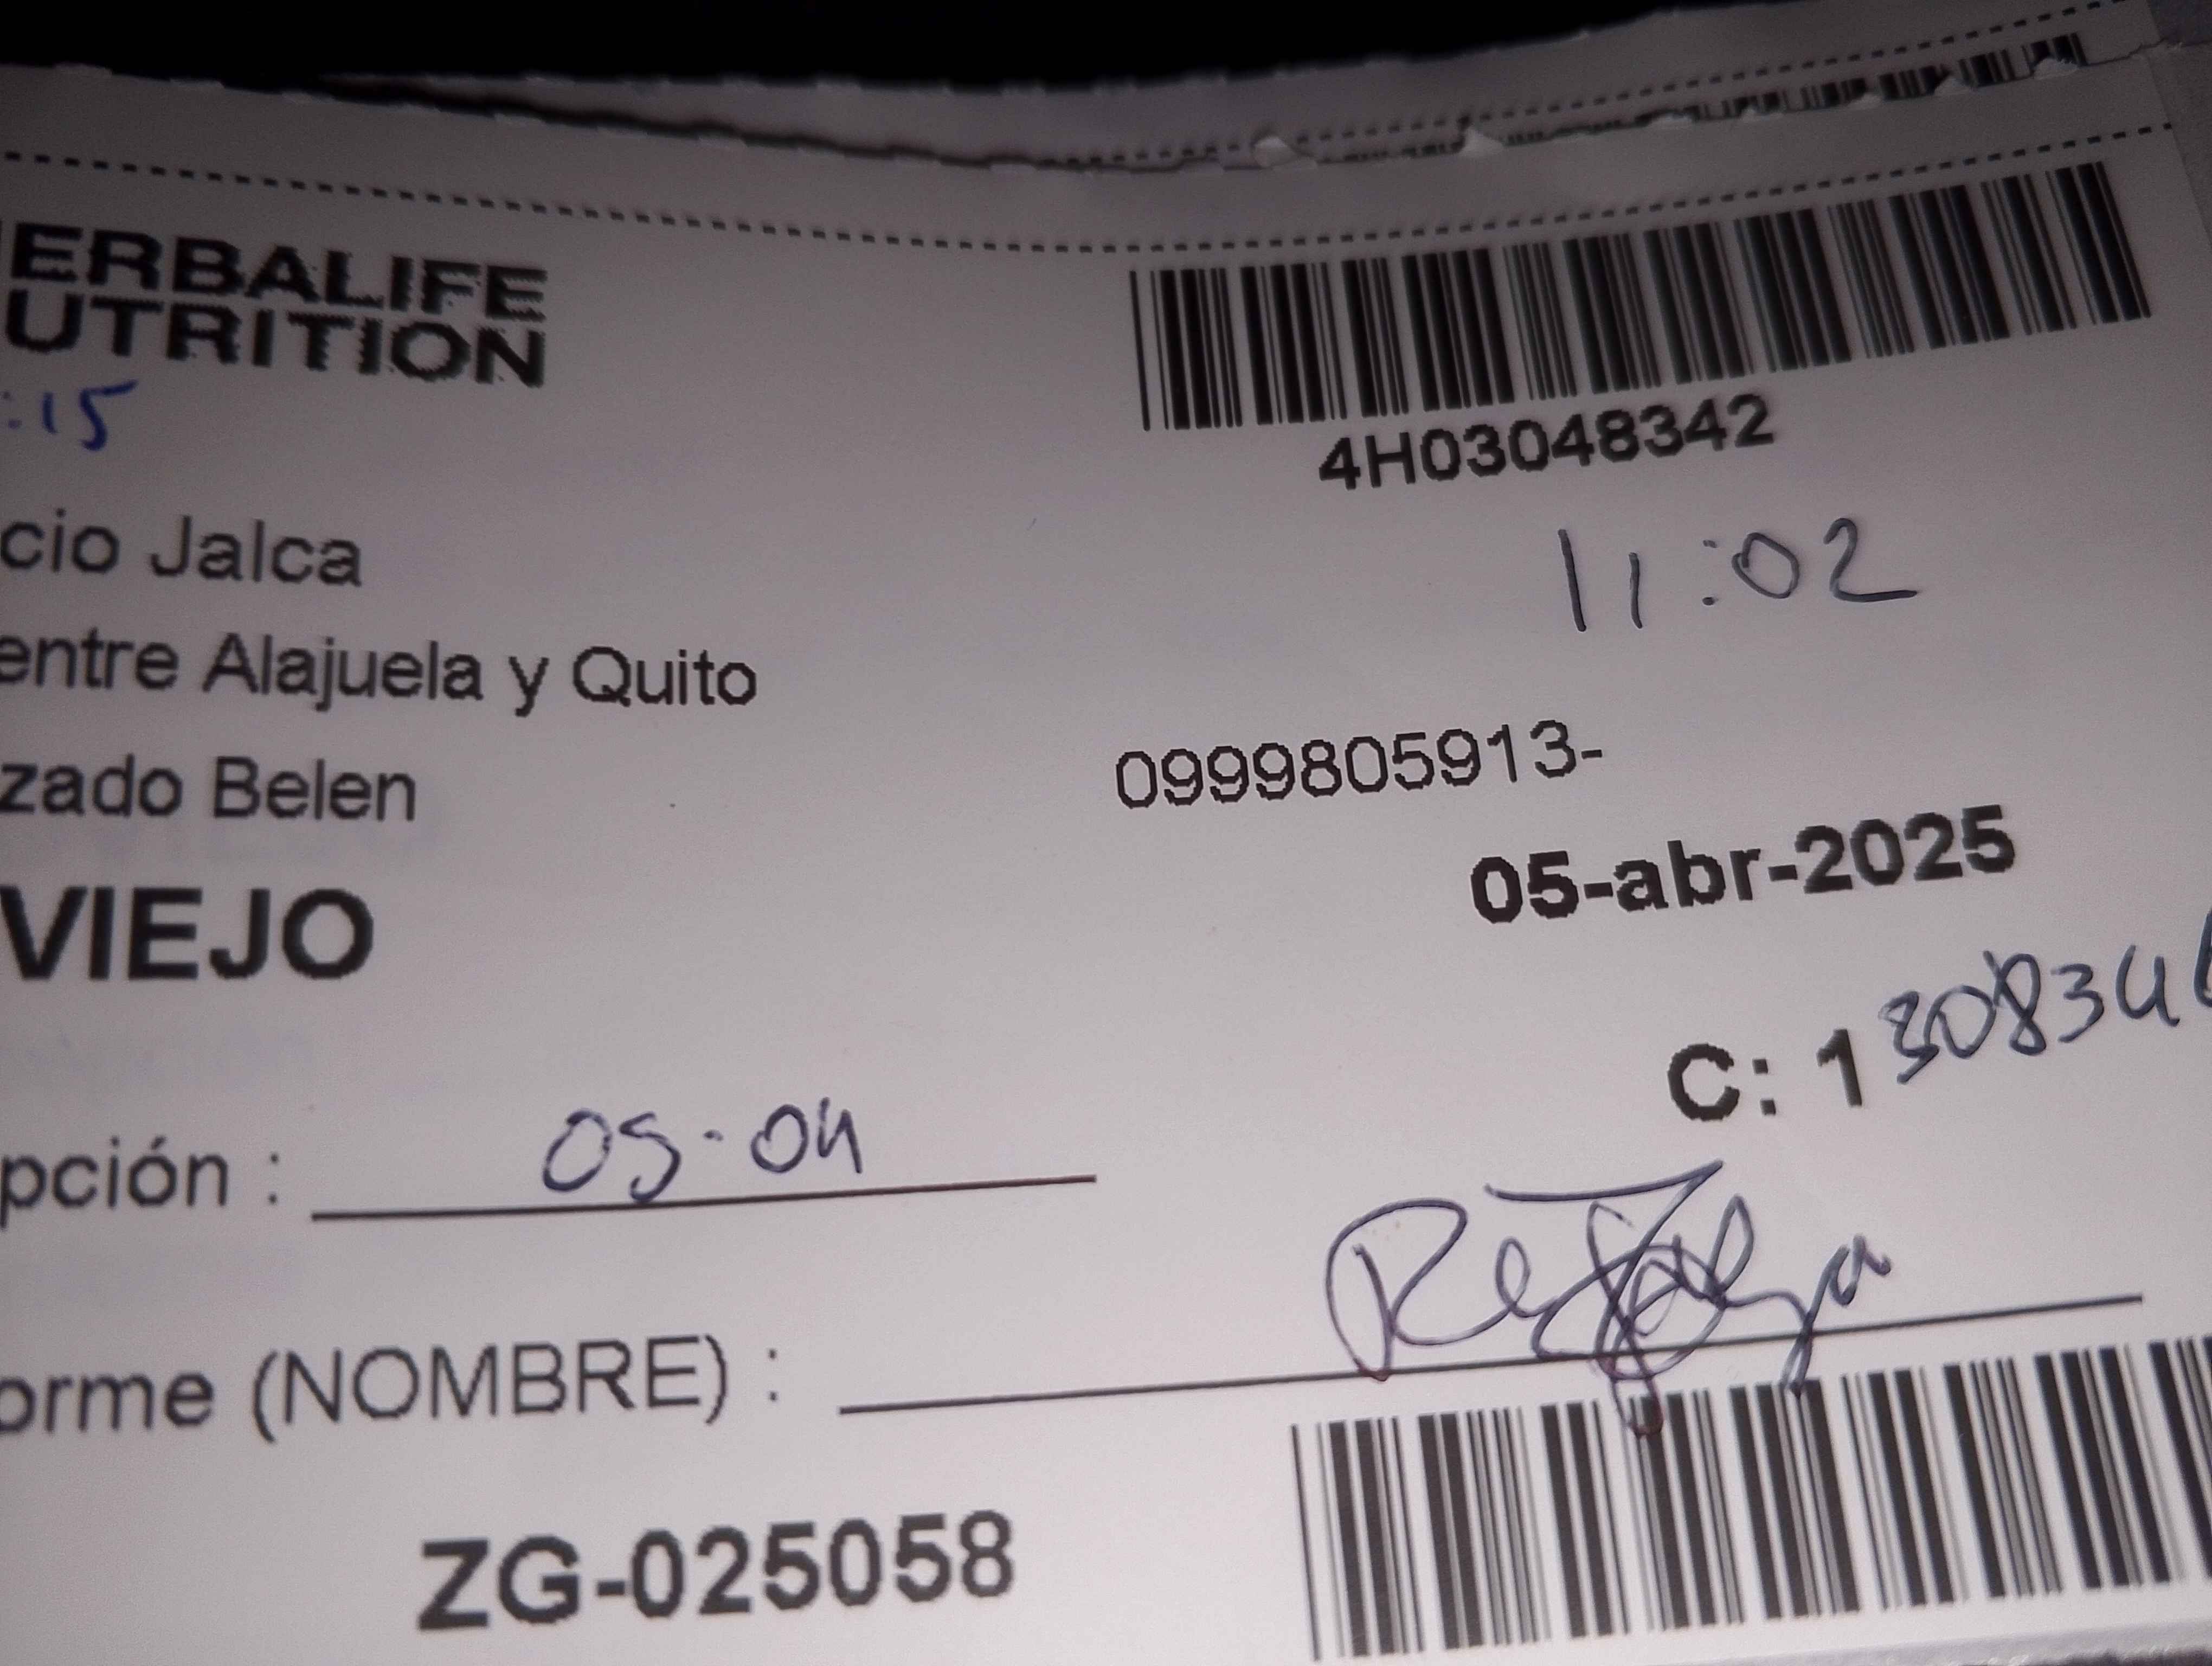 ERBALIFE
UTRITION
:15
4H03048342
11:02
cio Jalca
entre Alajuela y Quito
zado Belen
0999805913-
05-abr-2025
VIEJO
C: 1308346
pción : 05-04
orme (NOMBRE) :
ZG-025058